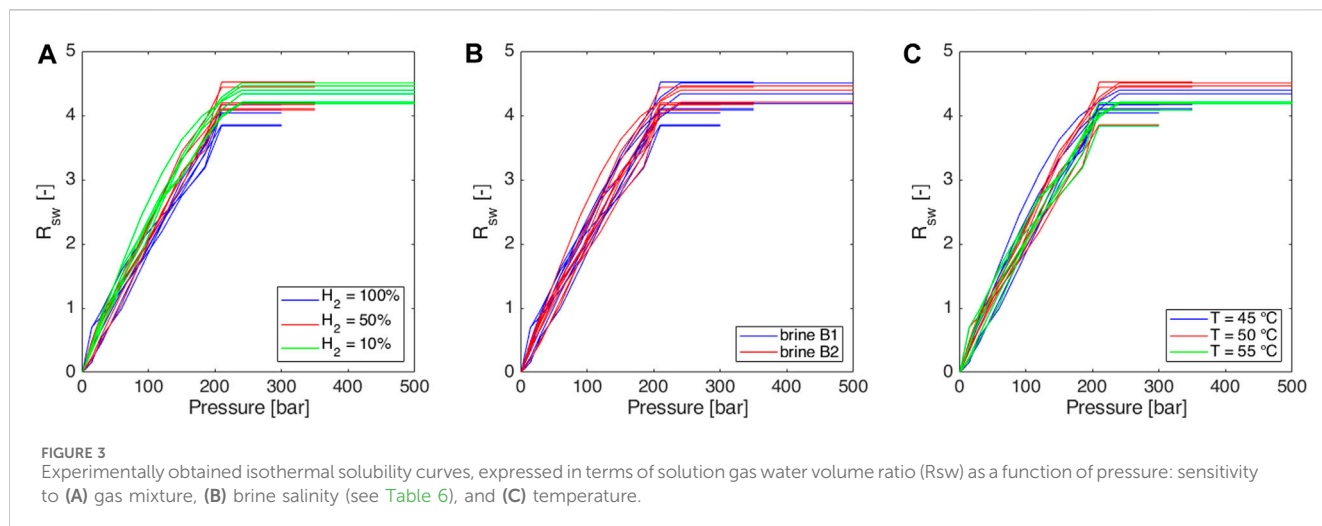 A
5
4
3
2
1
0
R_sw [-]
0 100 200 300 400 500
Pressure [bar]
H_2 = 100%
H_2 = 50%
H_2 = 10%
B
5
4
3
2
1
0
R_sw [-]
0 100 200 300 400 500
Pressure [bar]
brine B1
brine B2
C
5
4
3
2
1
0
R_sw [-]
0 100 200 300 400 500
Pressure [bar]
T = 45 °C
T = 50 °C
T = 55 °C
FIGURE 3
Experimentally obtained isothermal solubility curves, expressed in terms of solution gas water volume ratio (Rsw) as a function of pressure: sensitivity
to (A) gas mixture, (B) brine salinity (see Table 6), and (C) temperature.